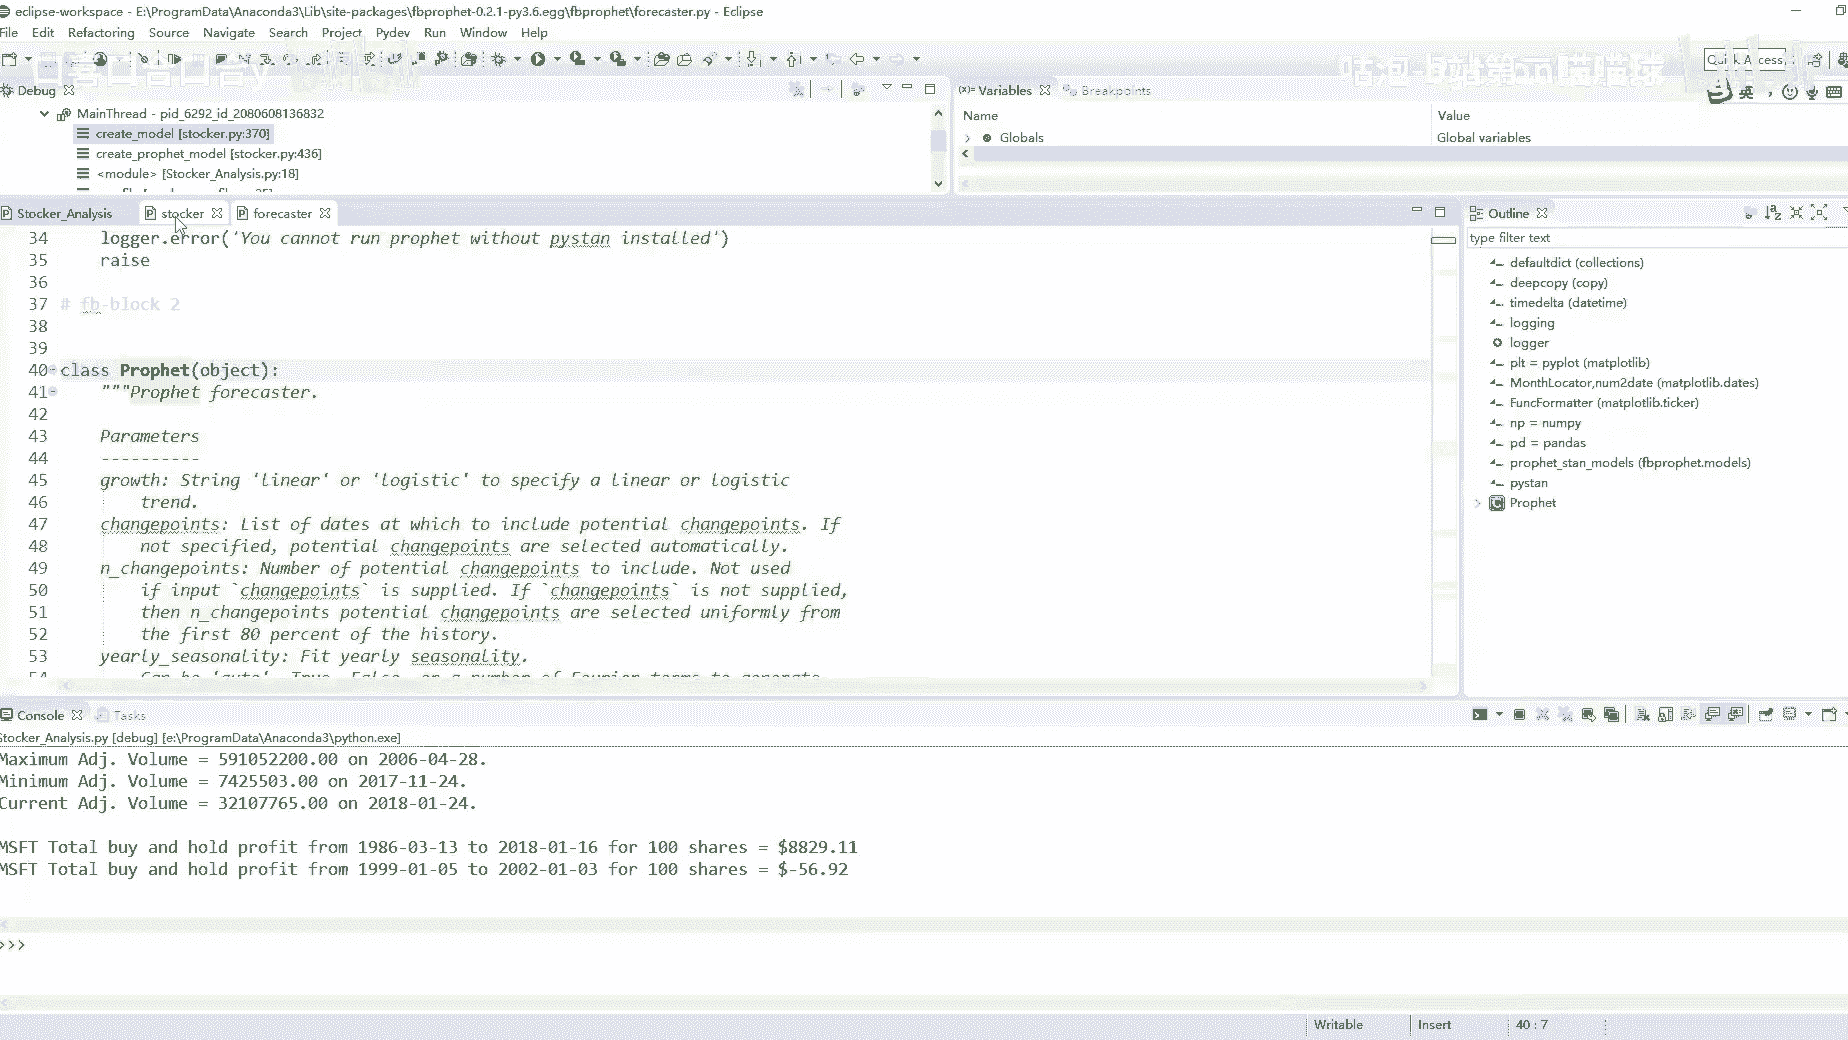 eclipse-workspace - E:\ProgramData\Anaconda3\Lib\site-packages\fbprophet-0.2.1-py3.6.egg\fbprophet\forecaster.py - Eclipse
File Edit Refactoring Source Navigate Search Project Pydev Run Window Help
Quick Access
Debug
MainThread - pid_6292_id_2080608136832
create_model [stocker.py:370]
create_prophet_model [stocker.py:436]
<module> [Stocker_Analysis.py:18]
(x)= Variables Breakpoints
Name Value
Globals Global variables
Stocker_Analysis stocker forecaster
34 logger.error('You cannot run prophet without pystan installed')
35 raise
36
37 # fb-block 2
38
39
40 class Prophet(object):
41 """Prophet forecaster.
42
43 Parameters
44 ----------
45 growth: String 'linear' or 'logistic' to specify a linear or logistic
46 trend.
47 changepoints: List of dates at which to include potential changepoints. If
48 not specified, potential changepoints are selected automatically.
49 n_changepoints: Number of potential changepoints to include. Not used
50 if input `changepoints` is supplied. If `changepoints` is not supplied,
51 then n_changepoints potential changepoints are selected uniformly from
52 the first 80 percent of the history.
53 yearly_seasonality: Fit yearly seasonality.
54 Can be 'auto', True, False, or a number of Fourier terms to generate
Outline
type filter text
defaultdict (collections)
deepcopy (copy)
timedelta (datetime)
logging
logger
plt = pyplot (matplotlib)
MonthLocator,num2date (matplotlib.dates)
FuncFormatter (matplotlib.ticker)
np = numpy
pd = pandas
prophet_stan_models (fbprophet.models)
pystan
Prophet
Console Tasks
Stocker_Analysis.py [debug] [e:\ProgramData\Anaconda3\python.exe]
Maximum Adj. Volume = 591052200.00 on 2006-04-28.
Minimum Adj. Volume = 7425503.00 on 2017-11-24.
Current Adj. Volume = 32107765.00 on 2018-01-24.
MSFT Total buy and hold profit from 1986-03-13 to 2018-01-16 for 100 shares = $8829.11
MSFT Total buy and hold profit from 1999-01-05 to 2002-01-03 for 100 shares = $-56.92
>>>
Writable Insert 40 : 7